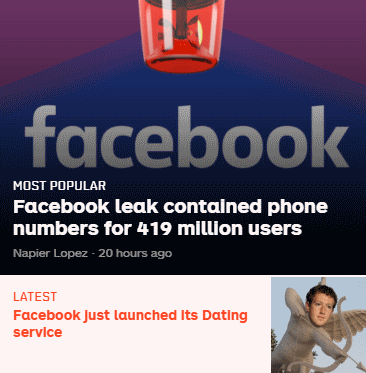 facebook
MOST POPULAR
Facebook leak contained phone
numbers for 419 million users
Napier Lopez · 20 hours ago
LATEST
Facebook just launched its Dating
service